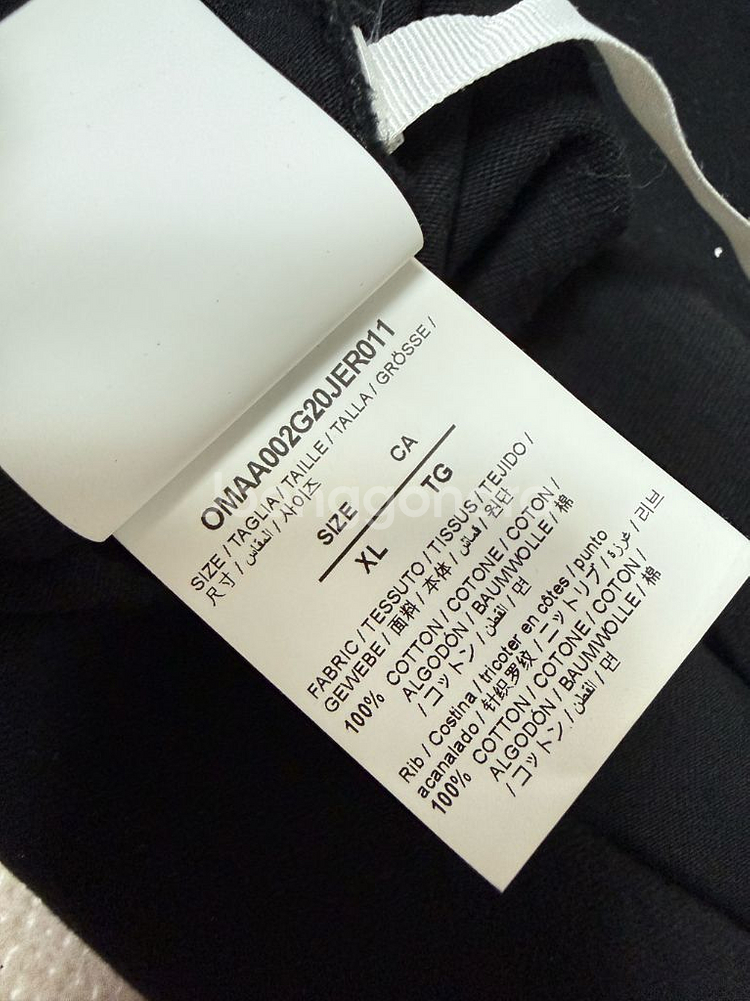 OMAA002G20JER011
SIZE / TAGLIA / TAILLE / TALLA / GRÖSSE /
尺寸 / المقاس / 사이즈
SIZE CA
XL TG
FABRIC / TESSUTO / TISSUS / TEJIDO /
GEWEBE / 面料 / 本体 / قماش / 원단
100% COTTON / COTONE / COTON /
ALGODÓN / BAUMWOLLE / 棉
/ コットン / القطن / 면
Rib / Costina / tricoter en côtes / punto
acanalado / 针织罗纹 / ニットリブ / غرزة / 리브
100% COTTON / COTONE / COTON /
ALGODÓN / BAUMWOLLE / 棉
/ コットン / القطن / 면